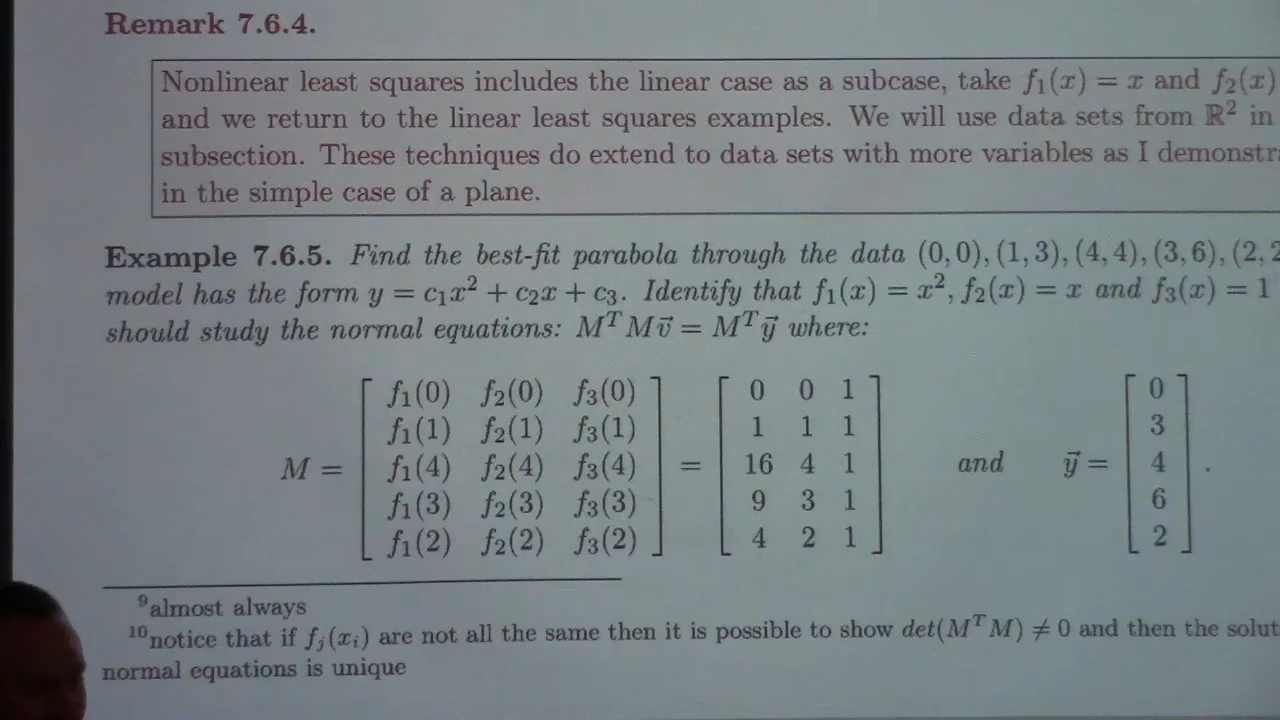 Remark 7.6.4.
Nonlinear least squares includes the linear case as a subcase, take f₁(x) = x and f₂(x)
and we return to the linear least squares examples. We will use data sets from ℝ² in
subsection. These techniques do extend to data sets with more variables as I demonstra
in the simple case of a plane.
Example 7.6.5. Find the best-fit parabola through the data (0, 0), (1, 3), (4, 4), (3, 6), (2, 2
model has the form y = c₁x² + c₂x + c₃. Identify that f₁(x) = x², f₂(x) = x and f₃(x) = 1
should study the normal equations: MᵀMv⃗ = Mᵀy⃗ where:
f₁(0) f₂(0) f₃(0) 0 0 1 0
f₁(1) f₂(1) f₃(1) 1 1 1 3
M = f₁(4) f₂(4) f₃(4) = 16 4 1 and y⃗ = 4 .
f₁(3) f₂(3) f₃(3) 9 3 1 6
f₁(2) f₂(2) f₃(2) 4 2 1 2
⁹almost always
¹⁰notice that if fⱼ(xᵢ) are not all the same then it is possible to show det(MᵀM) ≠ 0 and then the solut
normal equations is unique